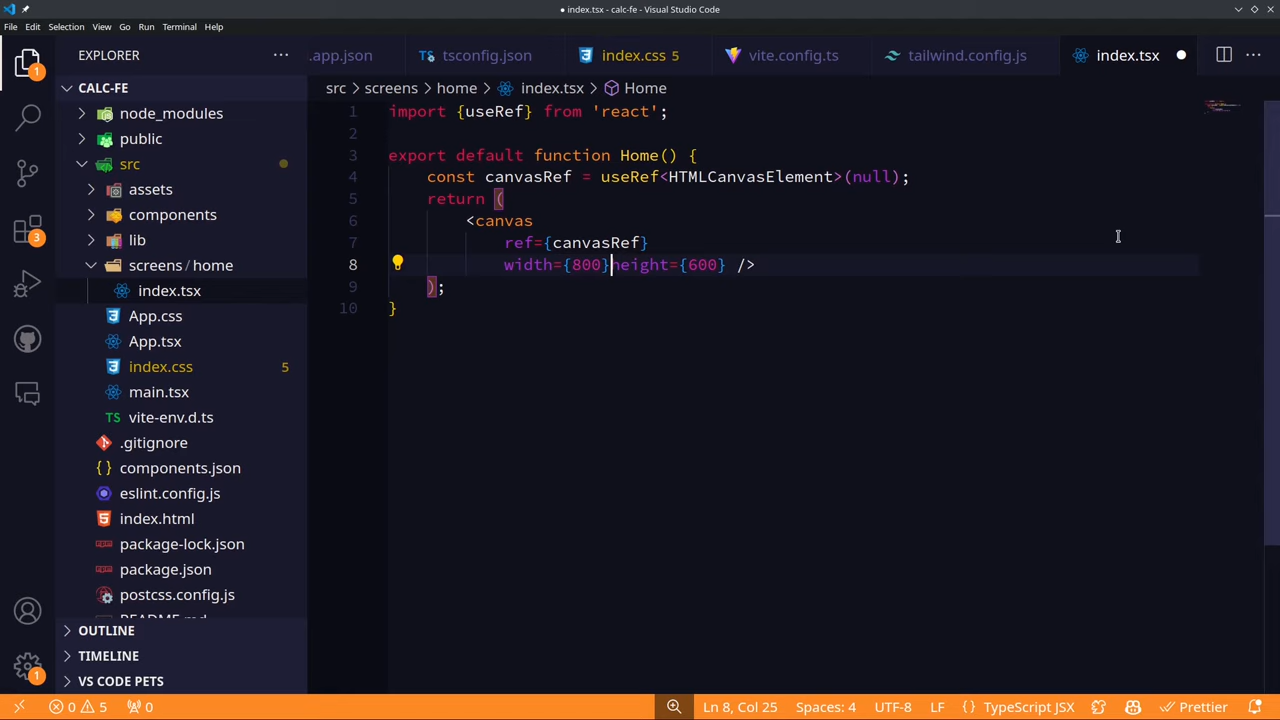 index.tsx - calc-fe - Visual Studio Code
File Edit Selection View Go Run Terminal Help
EXPLORER
.app.json
tsconfig.json
index.css 5
vite.config.ts
tailwind.config.js
index.tsx
src > screens > home > index.tsx > Home
CALC-FE
node_modules
public
src
assets
components
lib
screens/home
index.tsx
App.css
App.tsx
index.css 5
main.tsx
TS vite-env.d.ts
.gitignore
components.json
eslint.config.js
index.html
package-lock.json
package.json
postcss.config.js
README.md
OUTLINE
TIMELINE
VS CODE PETS
1
3
1
1 import {useRef} from 'react';
2
3 export default function Home() {
4 const canvasRef = useRef<HTMLCanvasElement>(null);
5 return (
6 <canvas
7 ref={canvasRef}
8 width={800}height={600} />
9 );
10 }
0 5 0
Ln 8, Col 25 Spaces: 4 UTF-8 LF {} TypeScript JSX Prettier